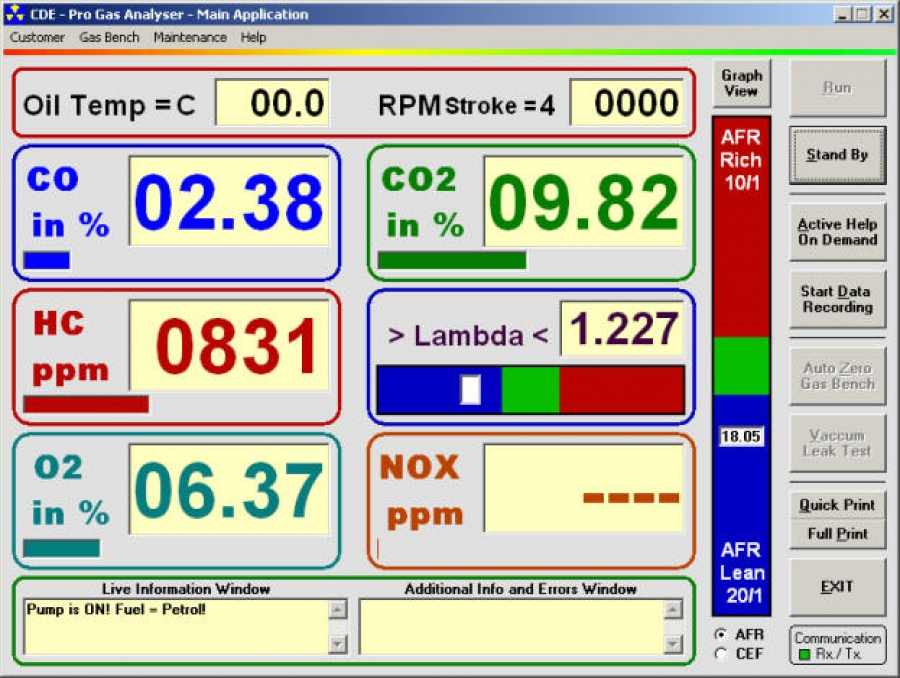 CDE - Pro Gas Analyser - Main Application
Customer Gas Bench Maintenance Help
Oil Temp = C 00.0
RPM Stroke = 4 0000
CO
in %
02.38
CO2
in %
09.82
HC
ppm
0831
> Lambda < 1.227
O2
in %
06.37
NOX
ppm
----
Live Information Window
Pump is ON! Fuel = Petrol!
Additional Info and Errors Window
Graph
View
AFR
Rich
10/1
18.05
AFR
Lean
20/1
AFR
CEF
Run
Stand By
Active Help
On Demand
Start Data
Recording
Auto Zero
Gas Bench
Vaccum
Leak Test
Quick Print
Full Print
EXIT
Communication
Rx / Tx